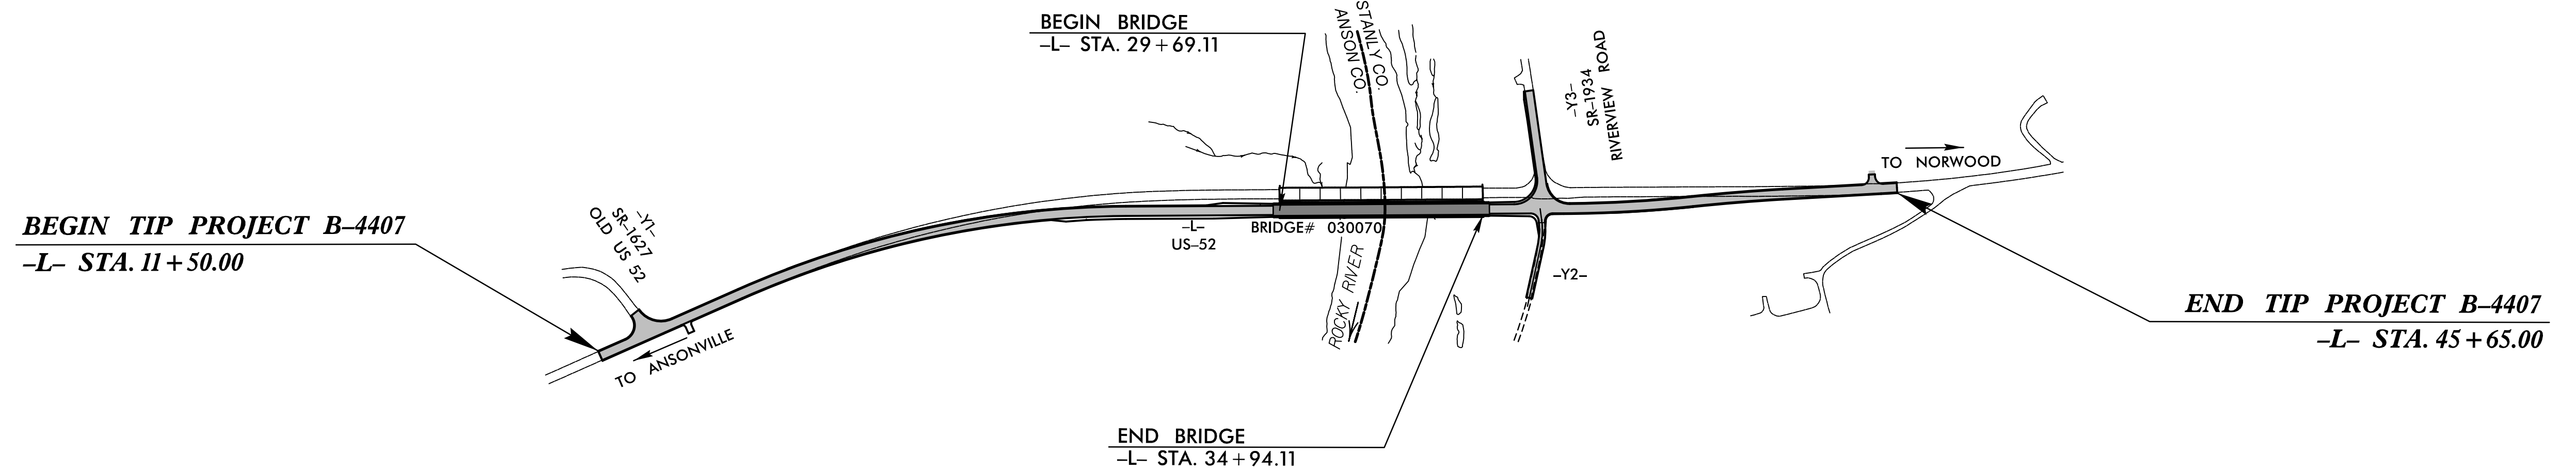 BEGIN BRIDGE
–L– STA. 29+69.11
STANLY CO.
ANSON CO.
–Y3–
SR–1934
RIVERVIEW ROAD
TO NORWOOD
BEGIN TIP PROJECT B–4407
–L– STA. 11+50.00
–Y1–
SR–1627
OLD US 52
–L–
US–52
BRIDGE# 030070
ROCKY RIVER
–Y2–
TO ANSONVILLE
END TIP PROJECT B–4407
–L– STA. 45+65.00
END BRIDGE
–L– STA. 34+94.11